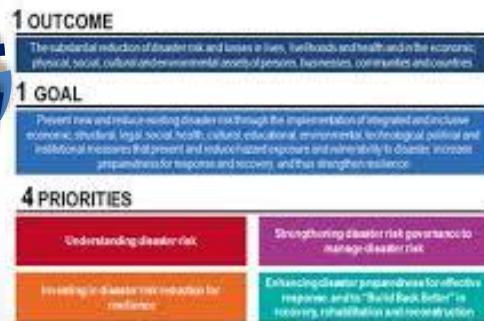 1 OUTCOME
The substantial reduction of disaster risk and losses in lives, livelihoods and health and in the economic,
physical, social, cultural and environmental assets of persons, businesses, communities and countries
1 GOAL
Prevent new and reduce existing disaster risk through the implementation of integrated and inclusive
economic, structural, legal, social, health, cultural, educational, environmental, technological, political and
institutional measures that prevent and reduce hazard exposure and vulnerability to disaster, increase
preparedness for response and recovery, and thus strengthen resilience
4 PRIORITIES
Understanding disaster risk
Strengthening disaster risk governance to
manage disaster risk
Investing in disaster risk reduction for
resilience
Enhancing disaster preparedness for effective
response, and to "Build Back Better" in
recovery, rehabilitation and reconstruction